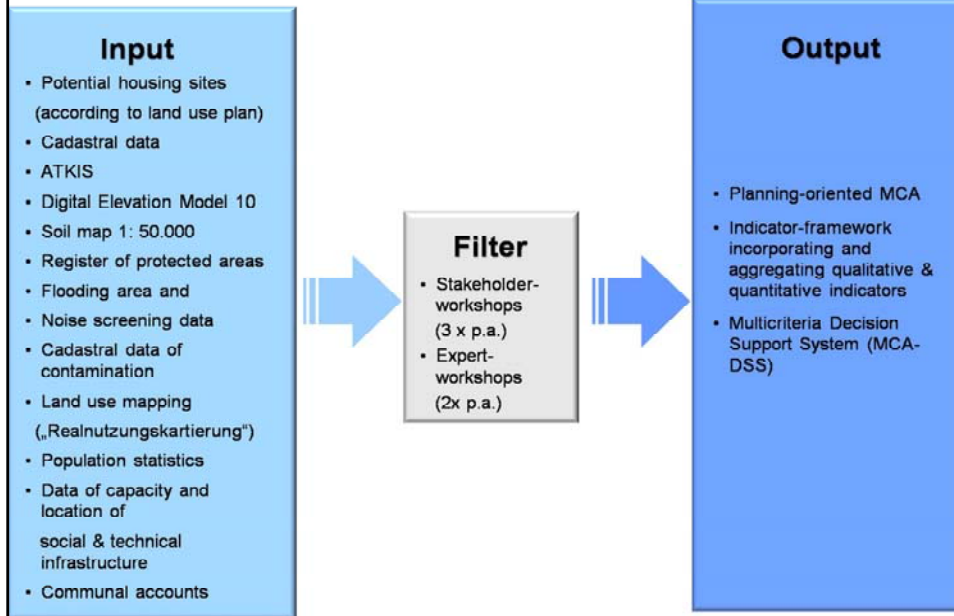 Input
• Potential housing sites
(according to land use plan)
• Cadastral data
• ATKIS
• Digital Elevation Model 10
• Soil map 1: 50.000
• Register of protected areas
• Flooding area and
• Noise screening data
• Cadastral data of
contamination
• Land use mapping
(„Realnutzungskartierung“)
• Population statistics
• Data of capacity and
location of
social & technical
infrastructure
• Communal accounts
Filter
• Stakeholder-
workshops
(3 x p.a.)
• Expert-
workshops
(2x p.a.)
Output
• Planning-oriented MCA
• Indicator-framework
incorporating and
aggregating qualitative &
quantitative indicators
• Multicriteria Decision
Support System (MCA-
DSS)